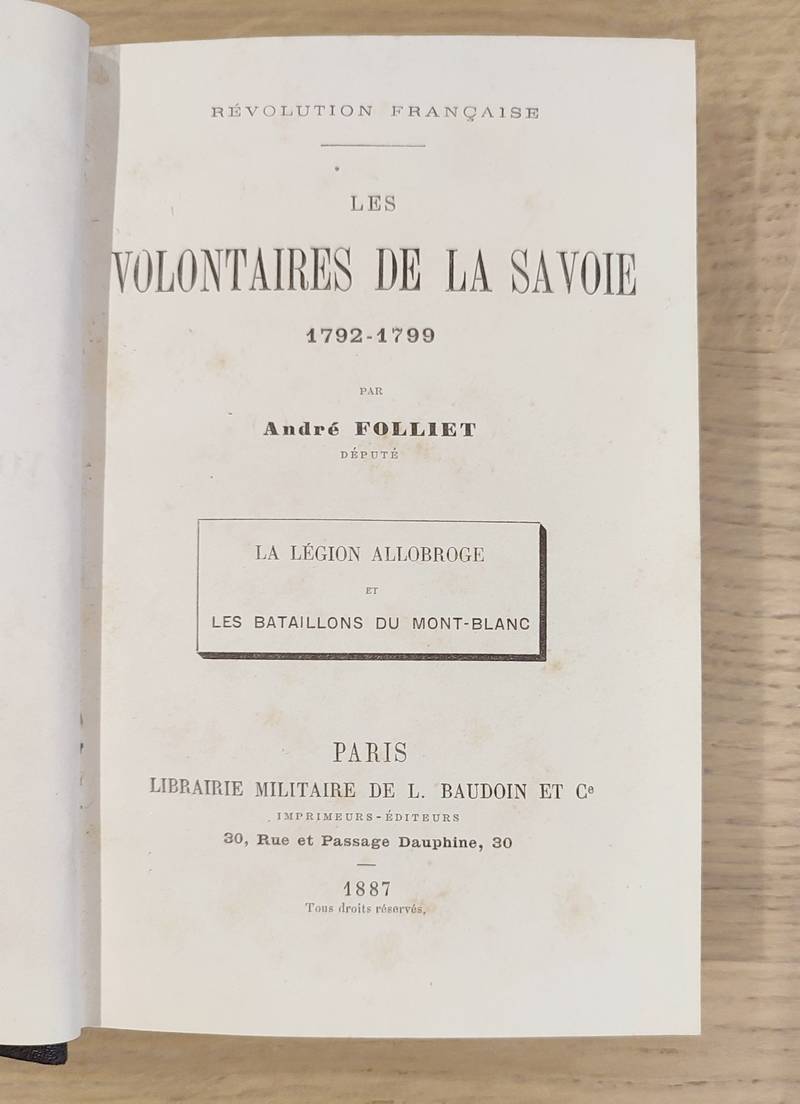 RÉVOLUTION FRANÇAISE
LES
VOLONTAIRES DE LA SAVOIE
1792-1799
PAR
André FOLLIET
DÉPUTÉ
LA LÉGION ALLOBROGE
ET
LES BATAILLONS DU MONT-BLANC
PARIS
LIBRAIRIE MILITAIRE DE L. BAUDOIN ET Cᵉ
IMPRIMEURS-ÉDITEURS
30, Rue et Passage Dauphine, 30
1887
Tous droits réservés.